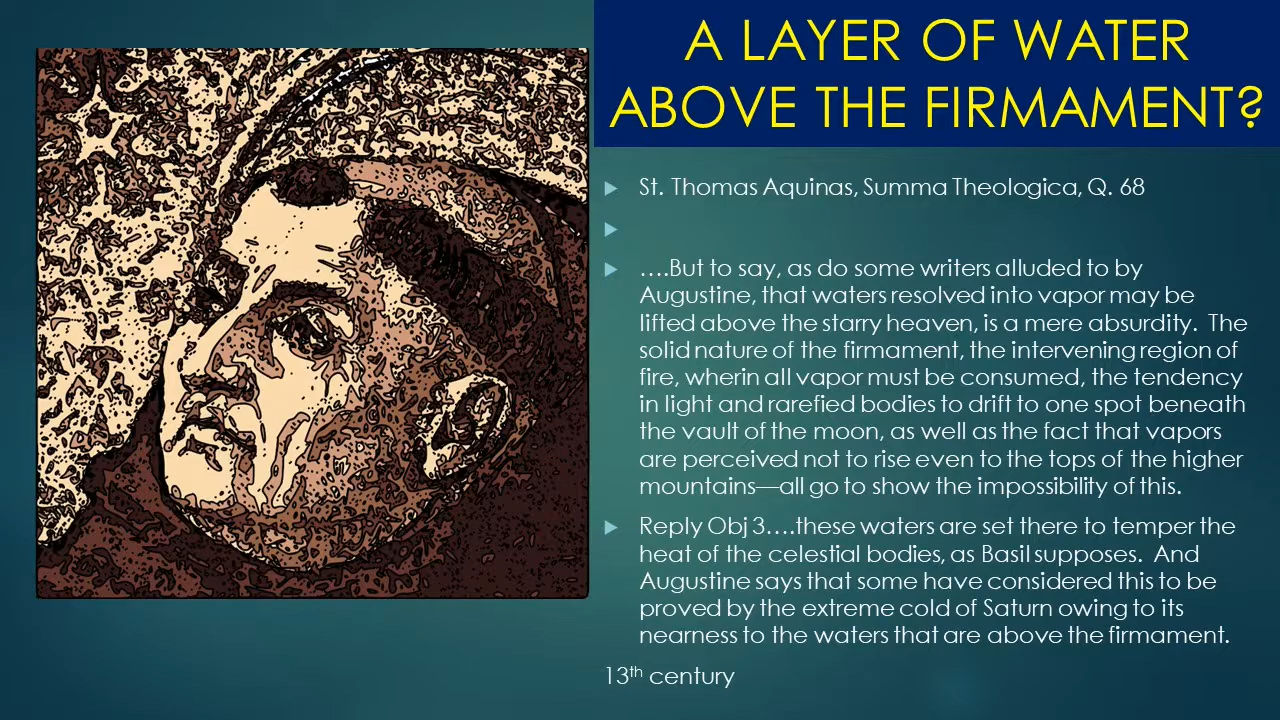 A LAYER OF WATER
ABOVE THE FIRMAMENT?
St. Thomas Aquinas, Summa Theologica, Q. 68
….But to say, as do some writers alluded to by
Augustine, that waters resolved into vapor may be
lifted above the starry heaven, is a mere absurdity. The
solid nature of the firmament, the intervening region of
fire, wherin all vapor must be consumed, the tendency
in light and rarefied bodies to drift to one spot beneath
the vault of the moon, as well as the fact that vapors
are perceived not to rise even to the tops of the higher
mountains—all go to show the impossibility of this.
Reply Obj 3….these waters are set there to temper the
heat of the celestial bodies, as Basil supposes. And
Augustine says that some have considered this to be
proved by the extreme cold of Saturn owing to its
nearness to the waters that are above the firmament.
13th century